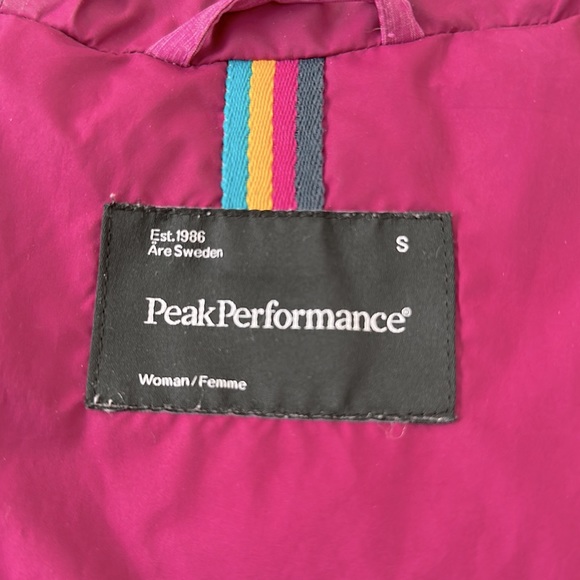 Est.1986
Åre Sweden
S
PeakPerformance®
Woman/Femme